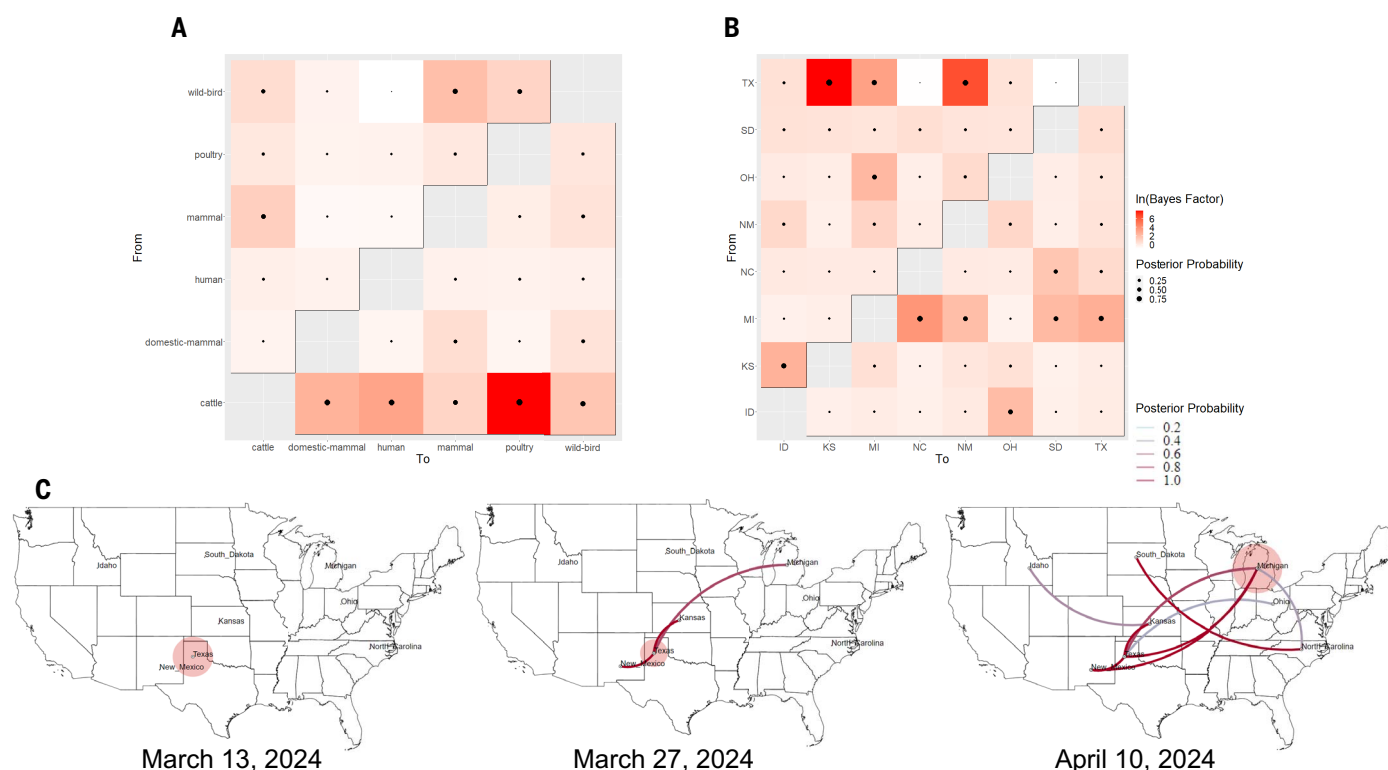 A
B
wild-bird
poultry
mammal
human
domestic-mammal
cattle
From
cattle
domestic-mammal
human
mammal
poultry
wild-bird
To
TX
SD
OH
NM
NC
MI
KS
ID
From
ID
KS
MI
NC
NM
OH
SD
TX
To
ln(Bayes Factor)
6
4
2
0
Posterior Probability
0.25
0.50
0.75
Posterior Probability
0.2
0.4
0.6
0.8
1.0
C
South_Dakota
Idaho
Michigan
Ohio
Kansas
North_Carolina
Texas
New_Mexico
March 13, 2024
South_Dakota
Idaho
Michigan
Ohio
Kansas
North_Carolina
Texas
New_Mexico
March 27, 2024
South_Dakota
Idaho
Michigan
Ohio
Kansas
North_Carolina
Texas
New_Mexico
April 10, 2024